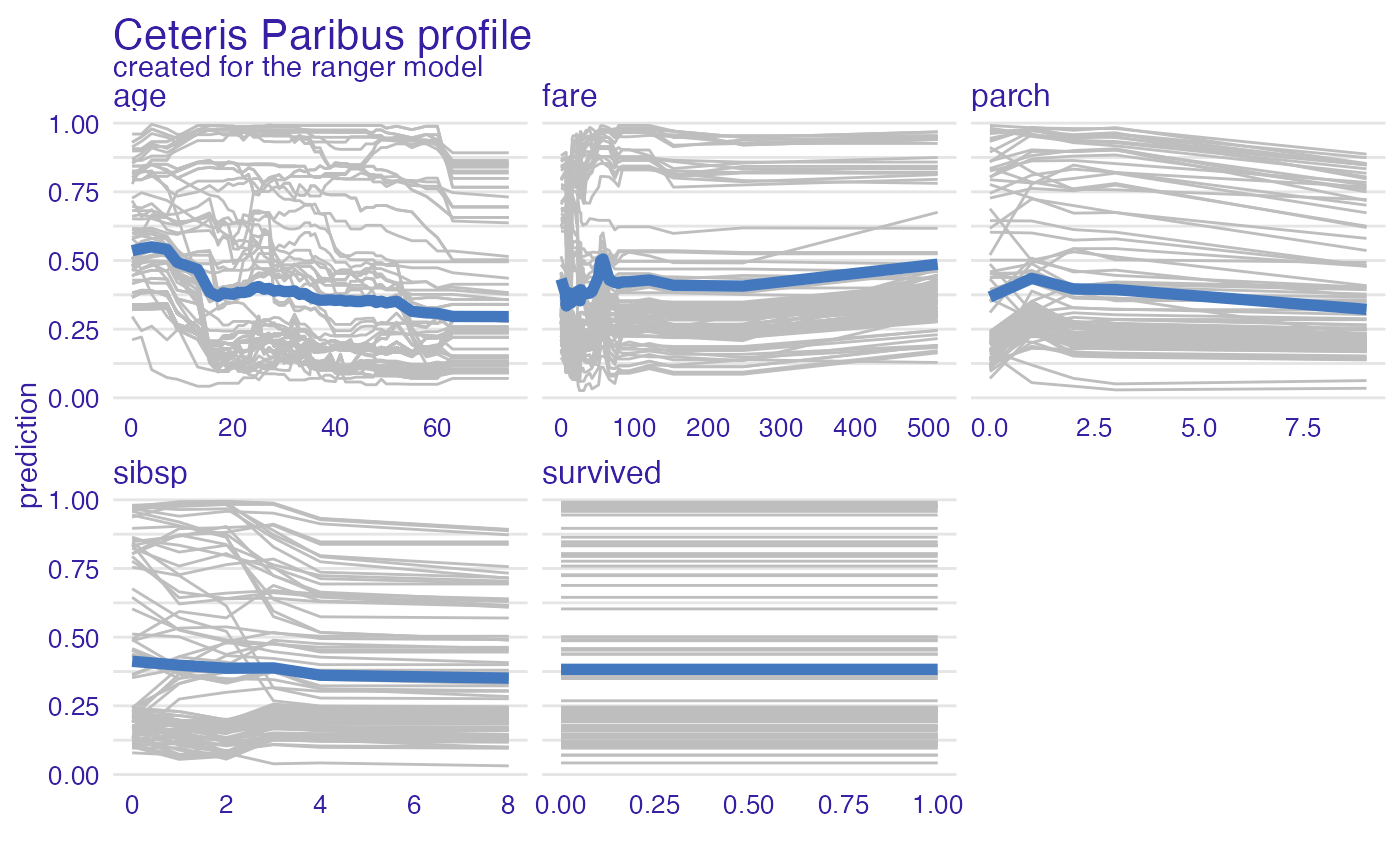 Ceteris Paribus profile
created for the ranger model
age
fare
parch
1.00
0.75
0.50
0.25
0.00
0 20 40 60
0 100 200 300 400 500
0.0 2.5 5.0 7.5
prediction
sibsp
survived
1.00
0.75
0.50
0.25
0.00
0 2 4 6 8
0.00 0.25 0.50 0.75 1.00